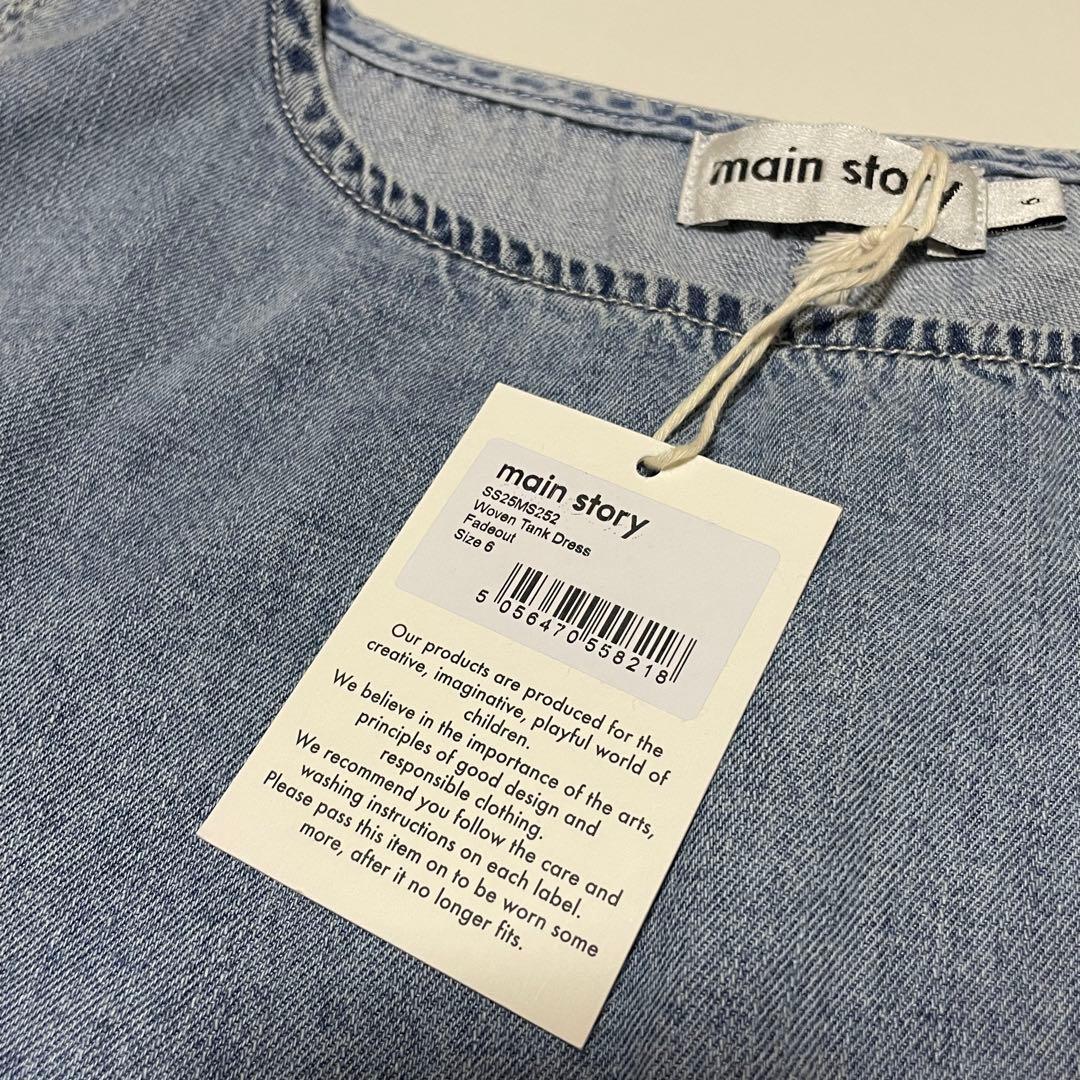 main story
6
main story
SS25MS252
Woven Tank Dress
Fadeout
Size 6
5 056470 558218
Our products are produced for the
creative, imaginative, playful world of
children.
We believe in the importance of the arts,
principles of good design and
responsible clothing.
We recommend you follow the care and
washing instructions on each label.
Please pass this item on to be worn some
more, after it no longer fits.